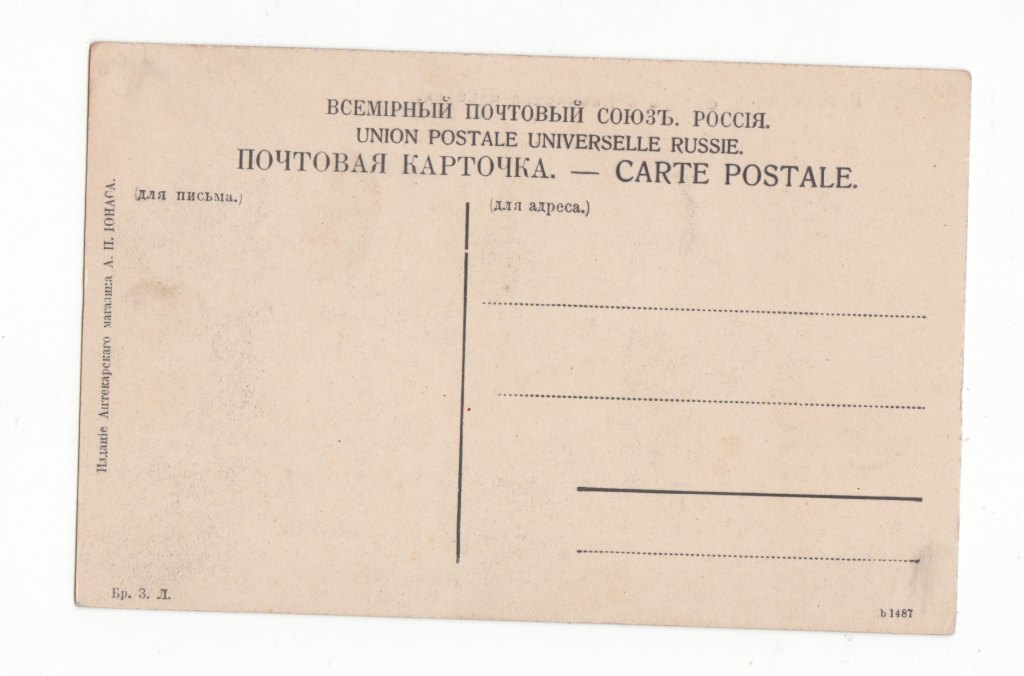 ВСЕМІРНЫЙ ПОЧТОВЫЙ СОЮЗЪ. РОССІЯ.
UNION POSTALE UNIVERSELLE RUSSIE.
ПОЧТОВАЯ КАРТОЧКА. — CARTE POSTALE.
(для письма.)
(для адреса.)
Изданіе Аптекарскаго магазина А. П. ІОНАСА.
Бр. З. Л.
b 1487